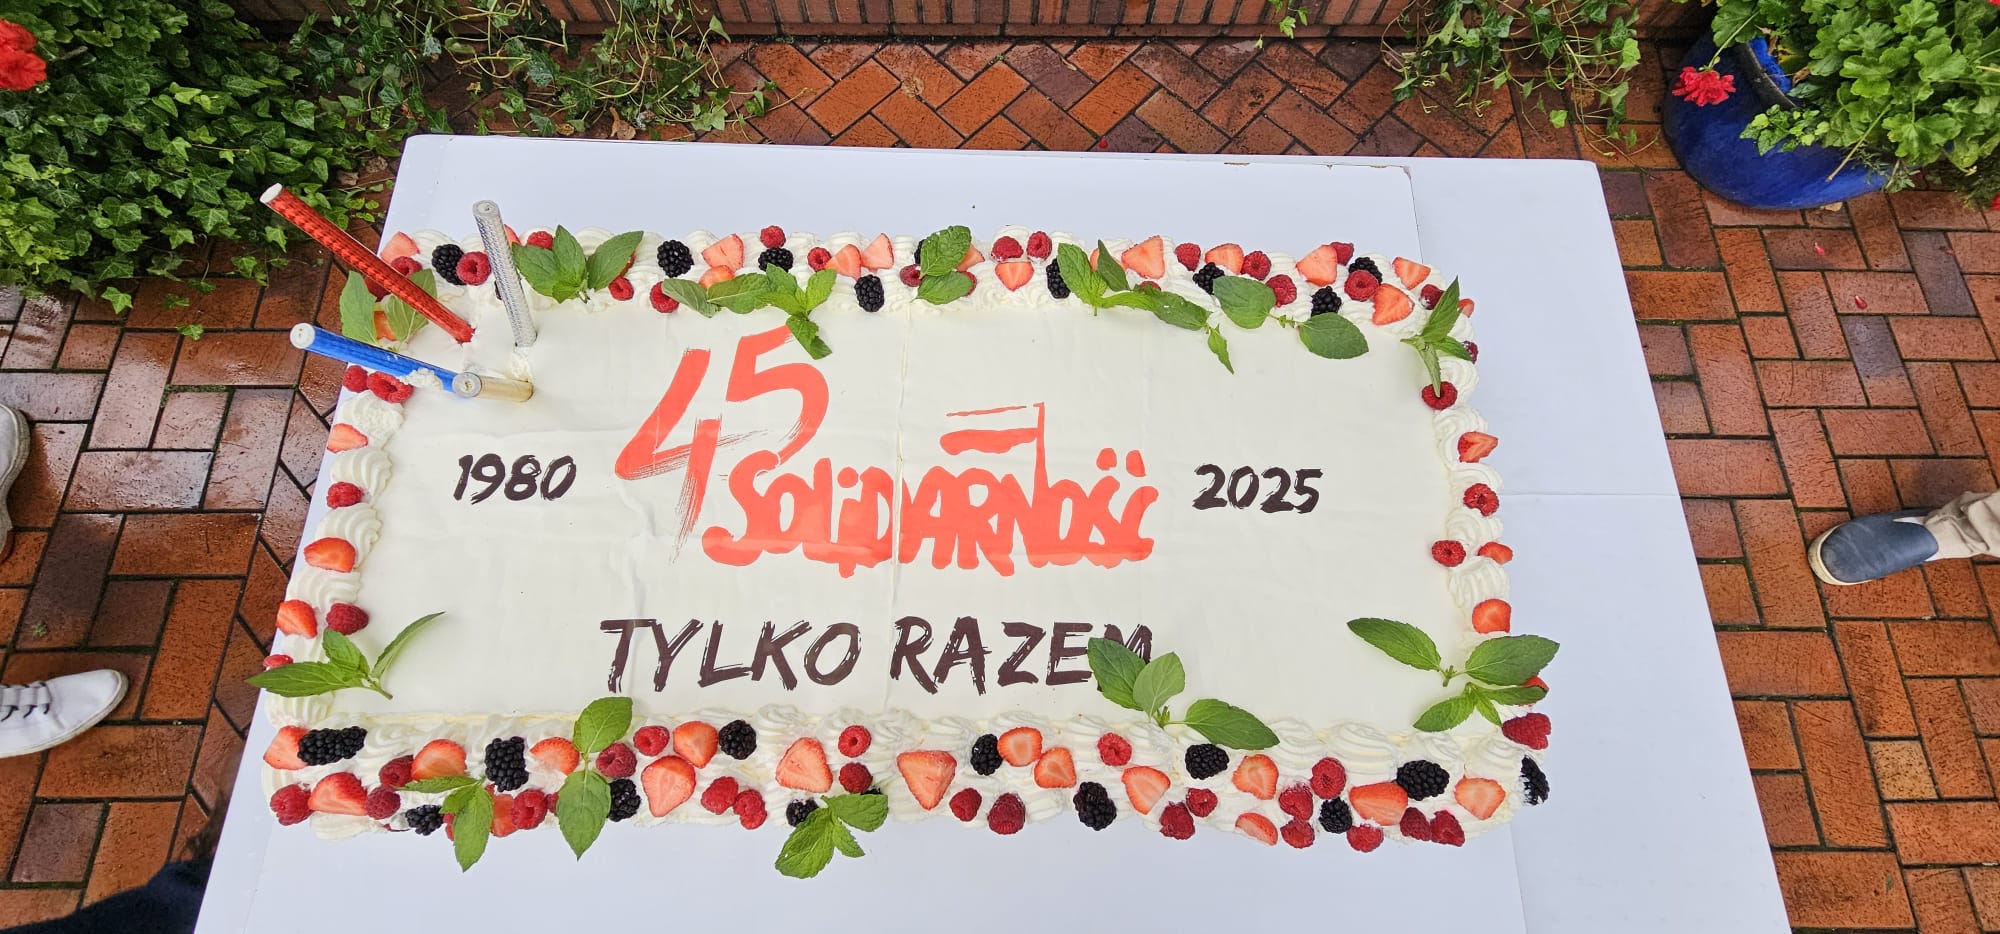 45
1980 SOLIDARNOŚĆ 2025
TYLKO RAZEM